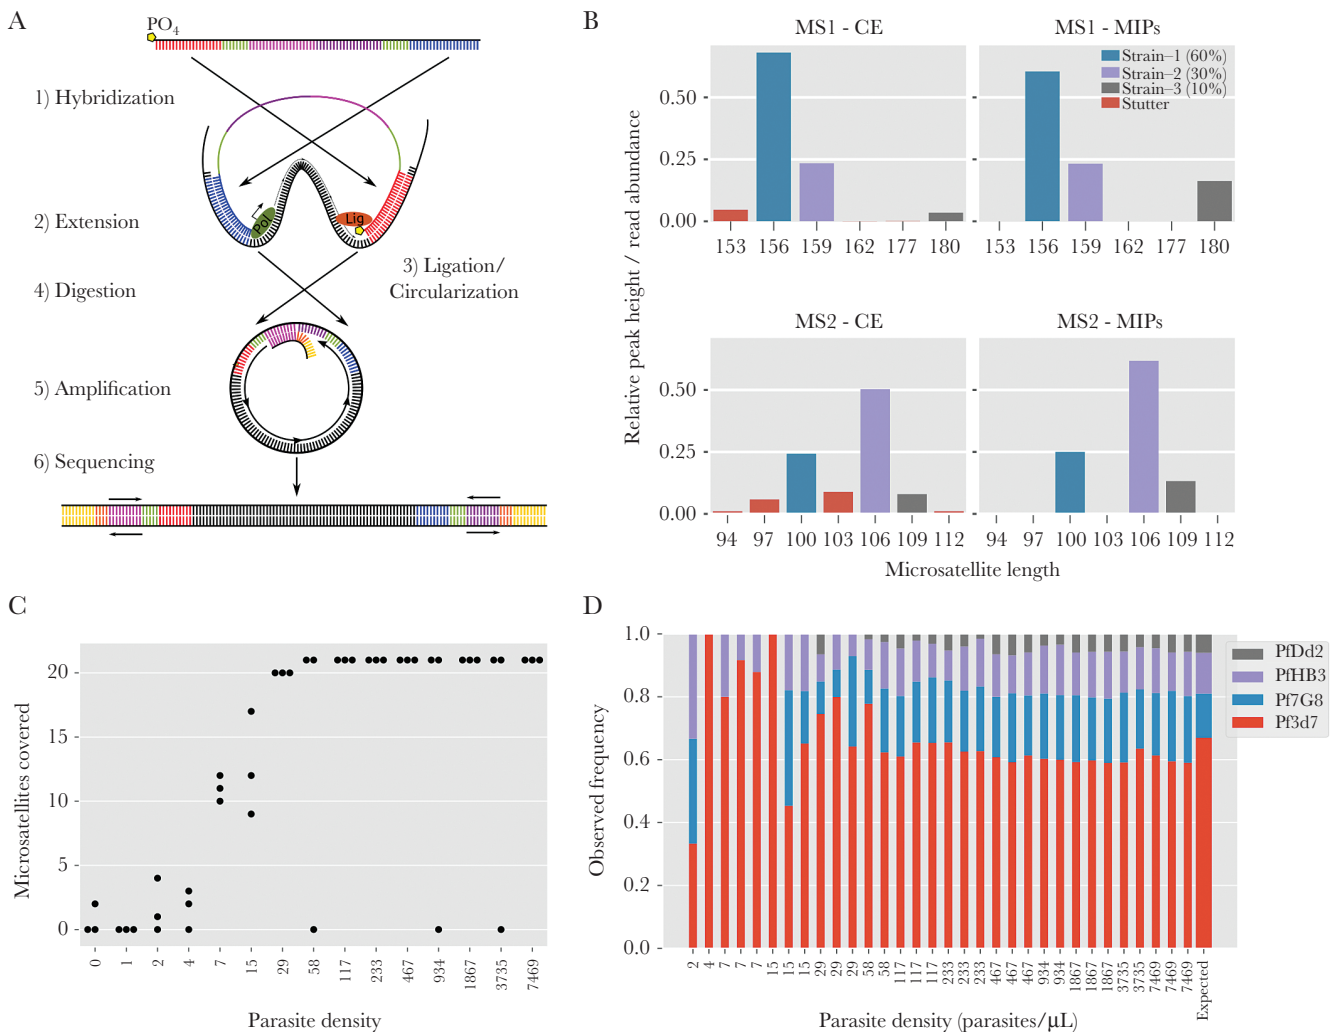 A
PO4
1) Hybridization
2) Extension
Pol
Lig
3) Ligation/
Circularization
4) Digestion
5) Amplification
6) Sequencing
B
Relative peak height / read abundance
MS1 - CE
0.50
0.25
0.00
153 156 159 162 177 180
MS1 - MIPs
Strain–1 (60%)
Strain–2 (30%)
Strain–3 (10%)
Stutter
153 156 159 162 177 180
MS2 - CE
0.50
0.25
0.00
94 97 100 103 106 109 112
MS2 - MIPs
94 97 100 103 106 109 112
Microsatellite length
C
Microsatellites covered
20
15
10
5
0
0 1 2 4 7 15 29 58 117 233 467 934 1867 3735 7469
Parasite density
D
Observed frequency
1.0
0.8
0.6
0.4
0.2
0.0
2 4 7 7 7 15 15 15 29 29 29 58 58 117 117 117 233 233 233 467 467 467 934 934 1867 1867 1867 3735 3735 7469 7469 7469 Expected
Parasite density (parasites/μL)
PfDd2
PfHB3
Pf7G8
Pf3d7